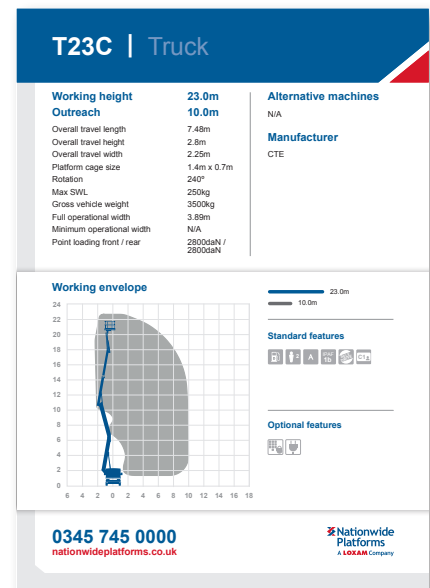 T23C | Truck
Working height 23.0m
Outreach 10.0m
Overall travel length 7.48m
Overall travel height 2.8m
Overall travel width 2.25m
Platform cage size 1.4m x 0.7m
Rotation 240º
Max SWL 250kg
Gross vehicle weight 3500kg
Full operational width 3.89m
Minimum operational width N/A
Point loading front / rear 2800daN /
2800daN
Alternative machines
N/A
Manufacturer
CTE
Working envelope
24
22
20
18
16
14
12
10
8
6
4
2
0
6 4 2 0 2 4 6 8 10 12 14 16 18
23.0m
10.0m
Standard features
2
A
IPAF
1b
Optional features
0345 745 0000
nationwideplatforms.co.uk
Nationwide
Platforms
A LOXAM Company